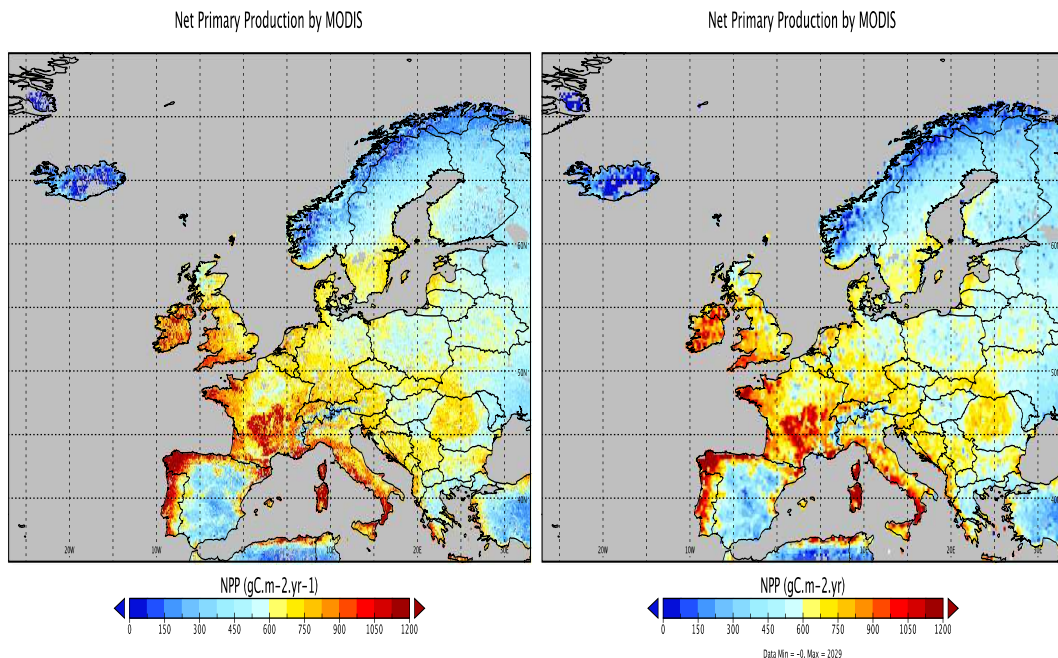 Net Primary Production by MODIS
Net Primary Production by MODIS
60N
60N
50N
50N
40N
40N
20W 10W 0 10E 20E 30E
20W 10W 0 10E 20E 30E
NPP (gC.m-2.yr-1)
NPP (gC.m-2.yr)
0 150 300 450 600 750 900 1050 1200
0 150 300 450 600 750 900 1050 1200
Data Min = -0, Max = 2029